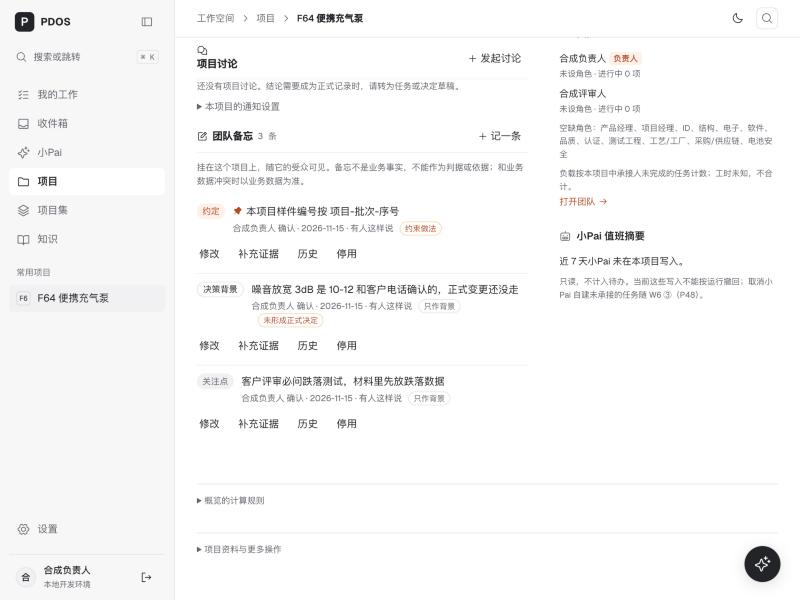 P PDOS
搜索或跳转 ⌘ K
我的工作
收件箱
小Pai
项目
项目集
知识
常用项目
F6 F64 便携充气泵
设置
合 合成负责人
本地开发环境
工作空间 > 项目 > F64 便携充气泵
项目讨论
+ 发起讨论
还没有项目讨论。结论需要成为正式记录时，请转为任务或决定草稿。
本项目的通知设置
团队备忘 3 条
+ 记一条
挂在这个项目上，随它的受众可见。备忘不是业务事实，不能作为判据或依据；和业务
数据冲突时以业务数据为准。
约定 本项目样件编号按 项目-批次-序号
合成负责人 确认 · 2026-11-15 · 有人这样说 约束做法
修改 补充证据 历史 停用
决策背景 噪音放宽 3dB 是 10-12 和客户电话确认的，正式变更还没走
合成负责人 确认 · 2026-11-15 · 有人这样说 只作背景
未形成正式决定
修改 补充证据 历史 停用
关注点 客户评审必问跌落测试，材料里先放跌落数据
合成负责人 确认 · 2026-11-15 · 有人这样说 只作背景
修改 补充证据 历史 停用
概览的计算规则
项目资料与更多操作
合成负责人 负责人
未设角色 · 进行中 0 项
合成评审人
未设角色 · 进行中 0 项
空缺角色：产品经理、项目经理、ID、结构、电子、软件、
品质、认证、测试工程、工艺/工厂、采购/供应链、电池安
全
负载按本项目中承接人未完成的任务计数；工时未知，不合
计。
打开团队 →
小Pai 值班摘要
近 7 天小Pai 未在本项目写入。
只读，不计入待办。当前这些写入不能按运行撤回；取消小
Pai 自建未承接的任务随 W6 ③（P48）。